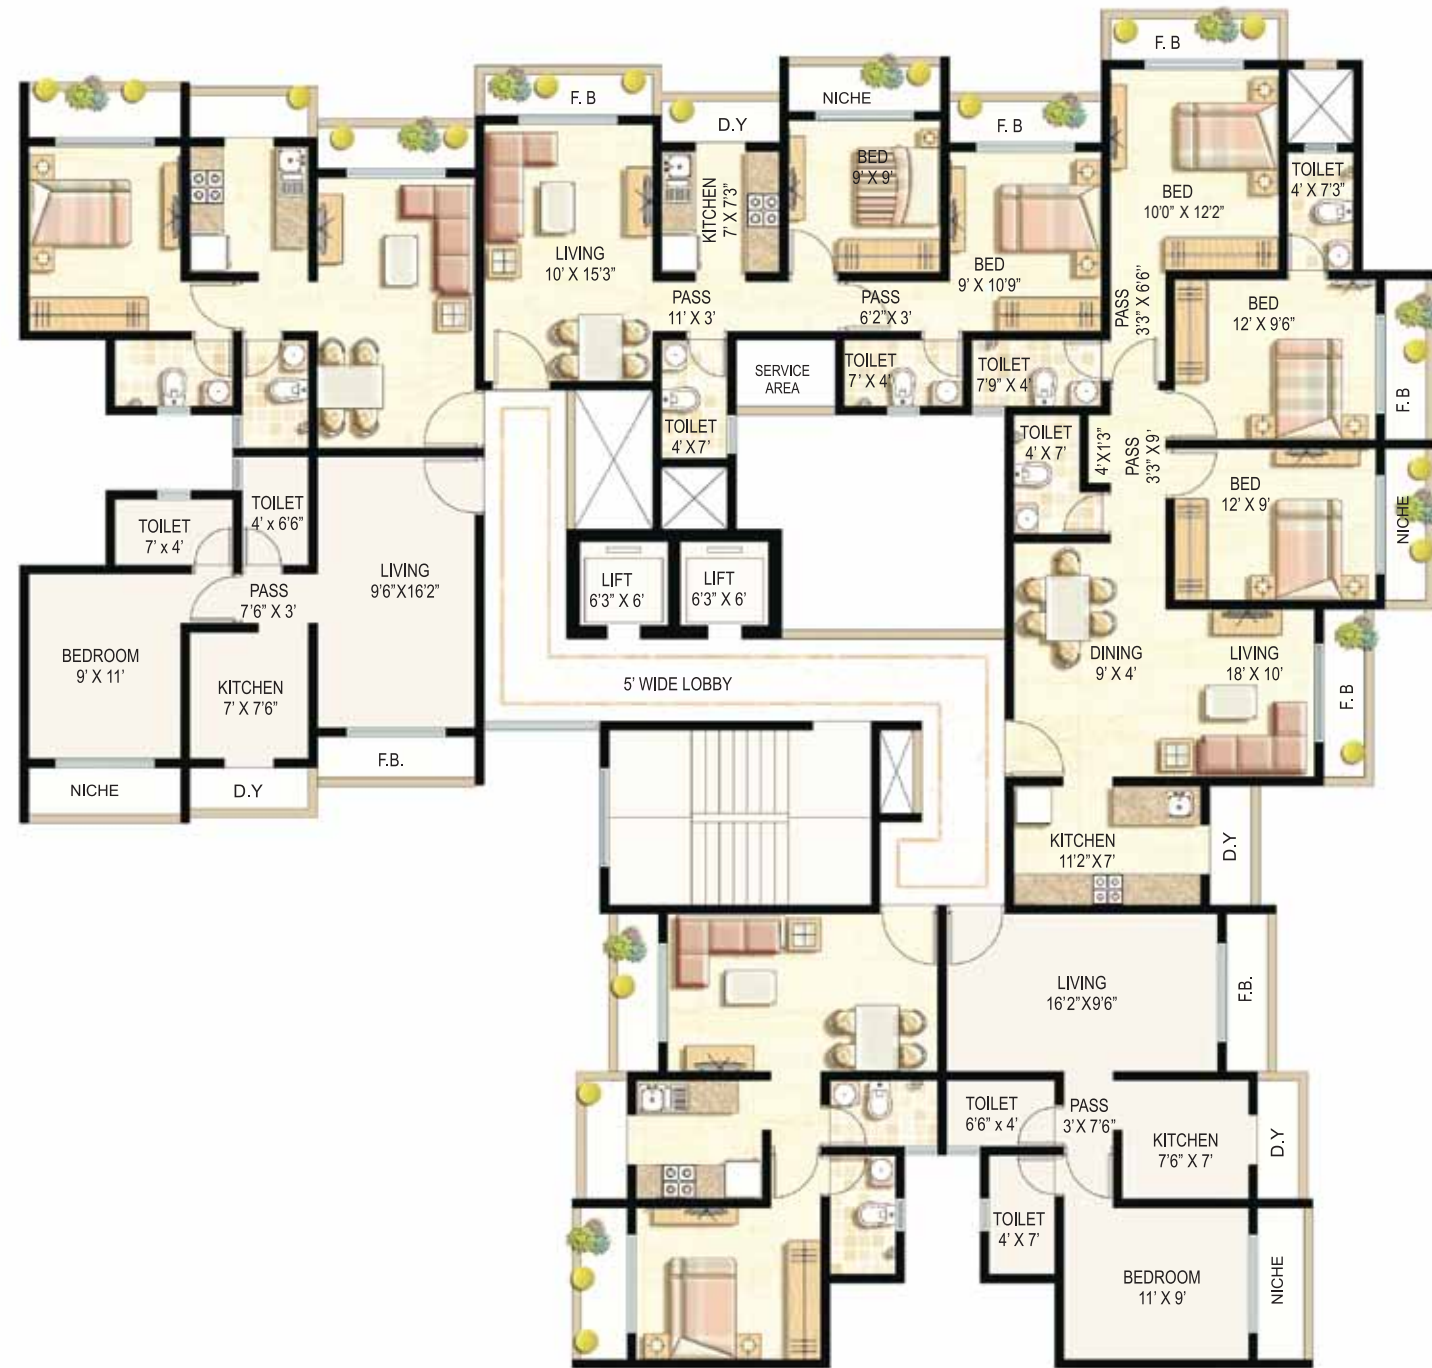 F. B
F. B
NICHE
D.Y
F. B
TOILET
4' X 7'3"
BED
10'0" X 12'2"
BED
9' X 9'
KITCHEN
7' X 7'3"
LIVING
10' X 15'3"
BED
9' X 10'9"
PASS
11' X 3'
PASS
6'2" X 3'
PASS
3'3" X 6'6"
BED
12' X 9'6"
F. B
SERVICE
AREA
TOILET
7' X 4'
TOILET
7'9" X 4'
TOILET
4' X 7'
TOILET
4' X 7'
4' X 1'3"
PASS
3'3" X 9'
BED
12' X 9'
NICHE
TOILET
4' x 6'6"
TOILET
7' x 4'
LIVING
9'6" X 16'2"
PASS
7'6" X 3'
LIFT
6'3" X 6'
LIFT
6'3" X 6'
BEDROOM
9' X 11'
KITCHEN
7' X 7'6"
5' WIDE LOBBY
DINING
9' X 4'
LIVING
18' X 10'
F. B
F.B.
NICHE
D.Y
KITCHEN
11'2" X 7'
D.Y
LIVING
16'2" X 9'6"
F.B.
TOILET
6'6" x 4'
PASS
3' X 7'6"
KITCHEN
7'6" X 7'
D.Y
TOILET
4' X 7'
BEDROOM
11' X 9'
NICHE